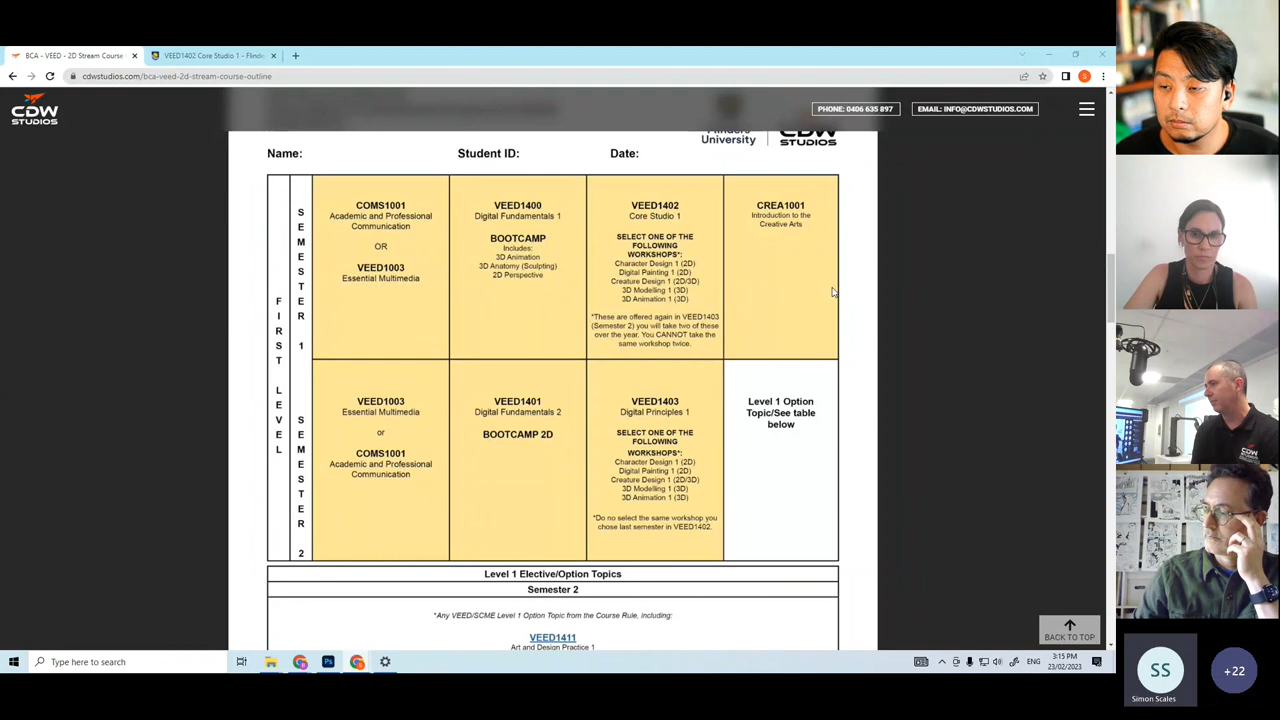 BCA - VEED - 2D Stream Course
VEED1402 Core Studio 1 - Flinde
cdwstudios.com/bca-veed-2d-stream-course-outline
CDW
STUDIOS
PHONE: 0406 635 897
EMAIL: INFO@CDWSTUDIOS.COM
Flinders
University
CDW
STUDIOS
Name:
Student ID:
Date:
FIRST LEVEL
SEMESTER 1
COMS1001
Academic and Professional
Communication
OR
VEED1003
Essential Multimedia
VEED1400
Digital Fundamentals 1
BOOTCAMP
Includes:
3D Animation
3D Anatomy (Sculpting)
2D Perspective
VEED1402
Core Studio 1
SELECT ONE OF THE
FOLLOWING
WORKSHOPS*:
Character Design 1 (2D)
Digital Painting 1 (2D)
Creature Design 1 (2D/3D)
3D Modelling 1 (3D)
3D Animation 1 (3D)
*These are offered again in VEED1403
(Semester 2) you will take two of these
over the year. You CANNOT take the
same workshop twice.
CREA1001
Introduction to the
Creative Arts
SEMESTER 2
VEED1003
Essential Multimedia
or
COMS1001
Academic and Professional
Communication
VEED1401
Digital Fundamentals 2
BOOTCAMP 2D
VEED1403
Digital Principles 1
SELECT ONE OF THE
FOLLOWING
WORKSHOPS*:
Character Design 1 (2D)
Digital Painting 1 (2D)
Creature Design 1 (2D/3D)
3D Modelling 1 (3D)
3D Animation 1 (3D)
*Do no select the same workshop you
chose last semester in VEED1402.
Level 1 Option
Topic/See table
below
Level 1 Elective/Option Topics
Semester 2
*Any VEED/SCME Level 1 Option Topic from the Course Rule, including:
VEED1411
Art and Design Practice 1
BACK TO TOP
Type here to search
Ps
ENG
3:15 PM
23/02/2023
CDW
SS
Simon Scales
+22